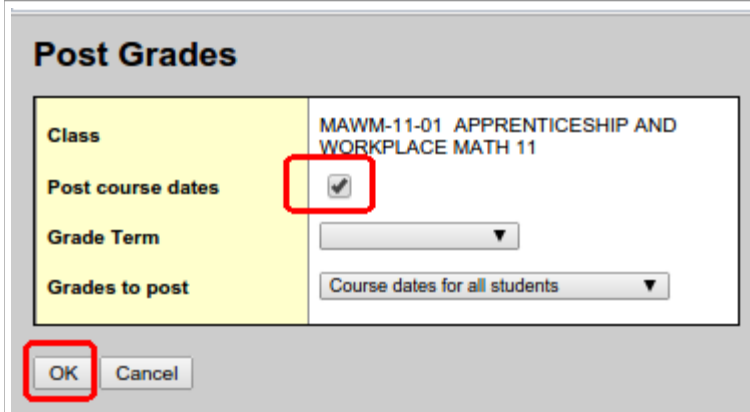 Post Grades
Class
MAWM-11-01 APPRENTICESHIP AND
WORKPLACE MATH 11
Post course dates
Grade Term
Grades to post
Course dates for all students
OK
Cancel